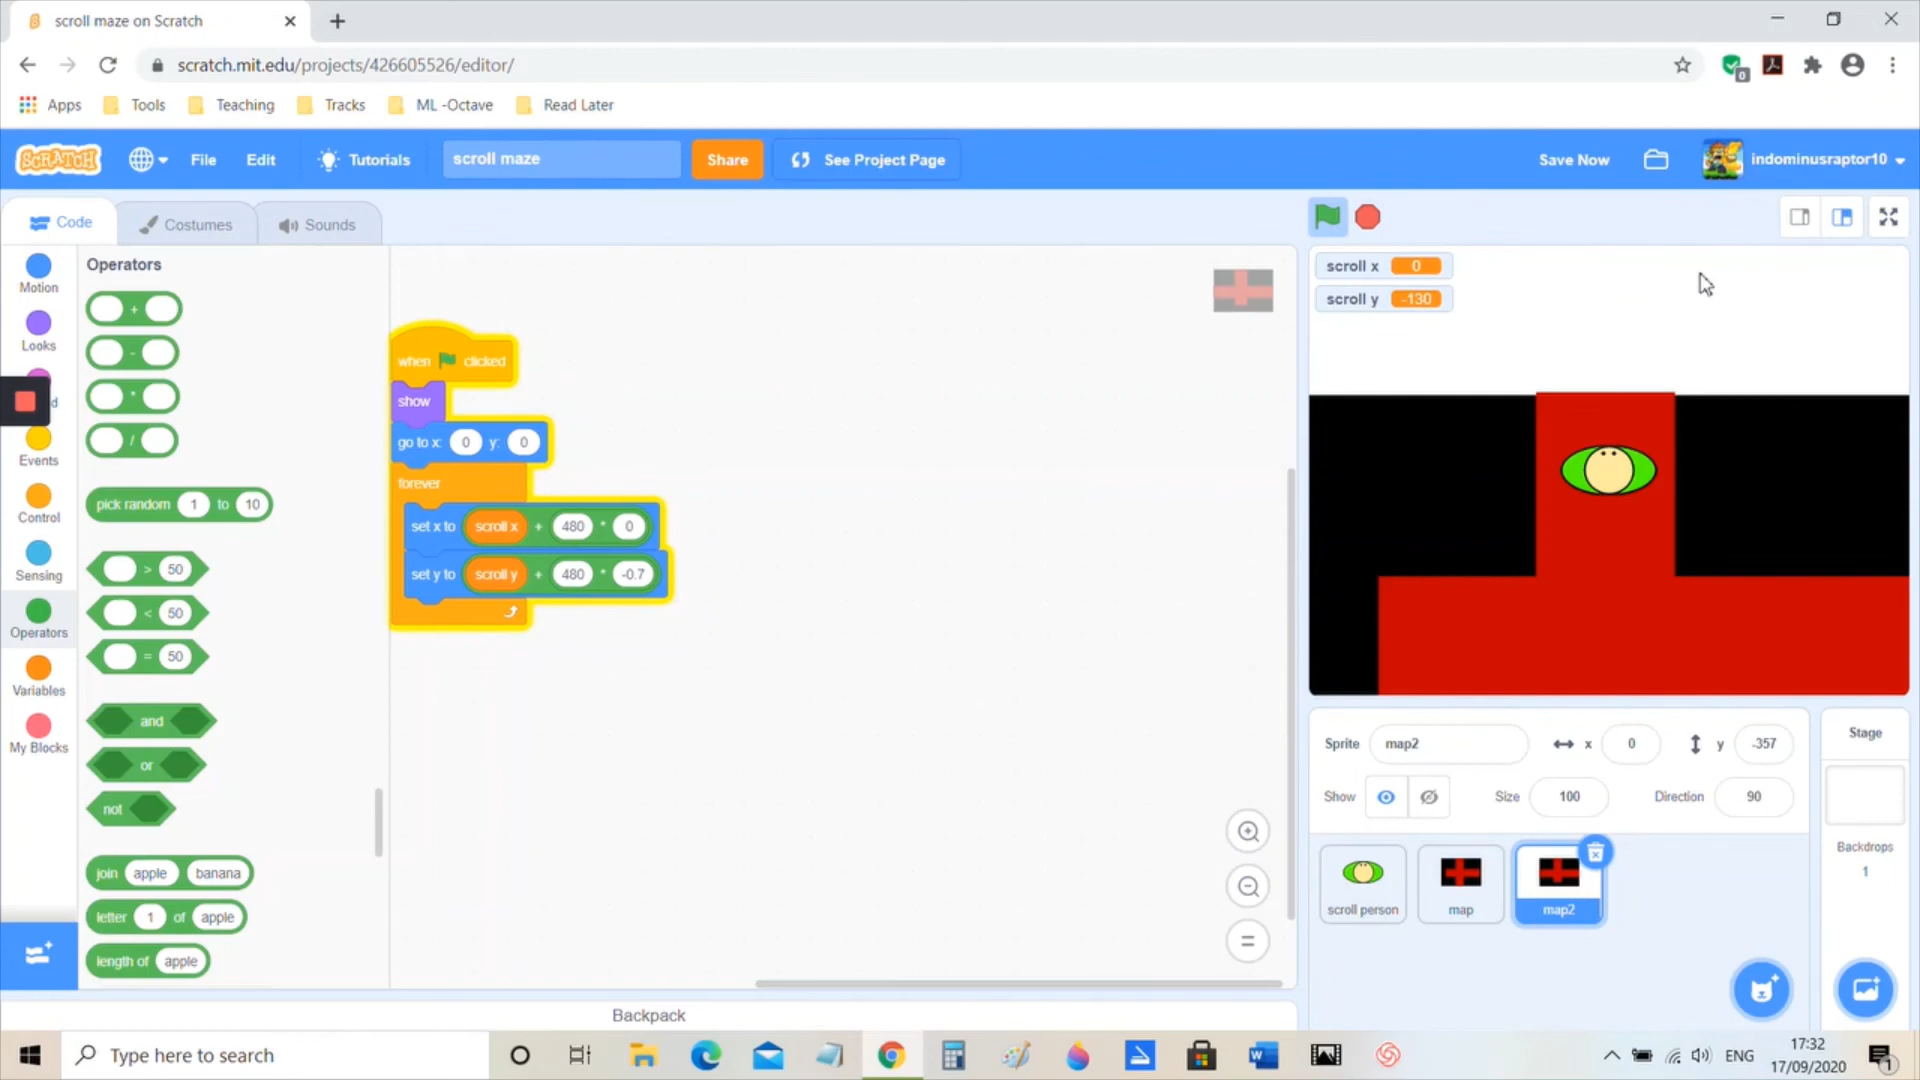 scroll maze on Scratch
scratch.mit.edu/projects/426605526/editor/
0
Apps Tools Teaching Tracks ML -Octave Read Later
SCRATCH File Edit Tutorials scroll maze Share See Project Page Save Now indominusraptor10
Code Costumes Sounds
Motion
Looks
d
Events
Control
Sensing
Operators
Variables
My Blocks
Operators
+
-
*
/
pick random 1 to 10
> 50
< 50
= 50
and
or
not
join apple banana
letter 1 of apple
length of apple
when clicked
show
go to x: 0 y: 0
forever
set x to scroll x + 480 * 0
set y to scroll y + 480 * -0.7
scroll x 0
scroll y -130
Sprite map2 x 0 y -357
Show Size 100 Direction 90
scroll person map map2
Stage
Backdrops
1
Backpack
Type here to search
ENG
17:32
17/09/2020
1